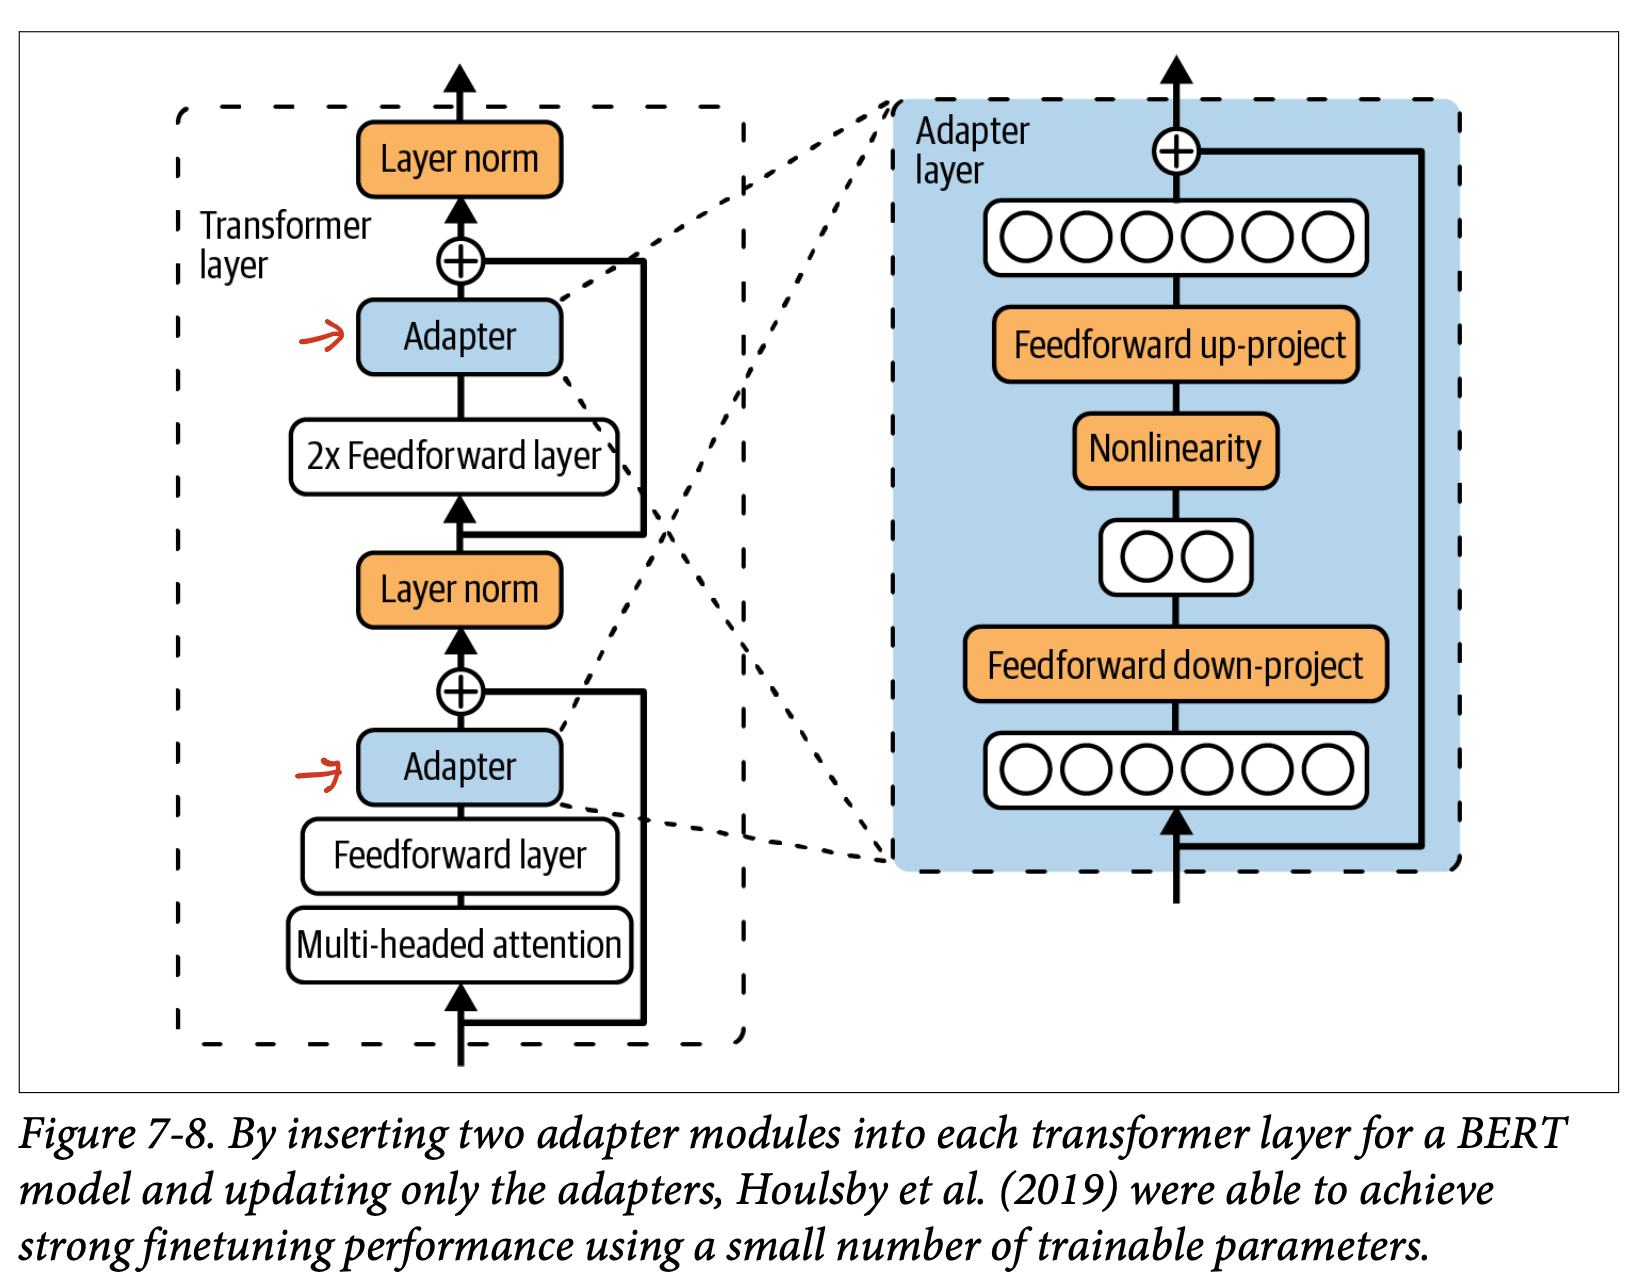 Layer norm
Transformer
layer
Adapter
2x Feedforward layer
Layer norm
Adapter
Feedforward layer
Multi-headed attention
Adapter
layer
Feedforward up-project
Nonlinearity
Feedforward down-project
Figure 7-8. By inserting two adapter modules into each transformer layer for a BERT
model and updating only the adapters, Houlsby et al. (2019) were able to achieve
strong finetuning performance using a small number of trainable parameters.